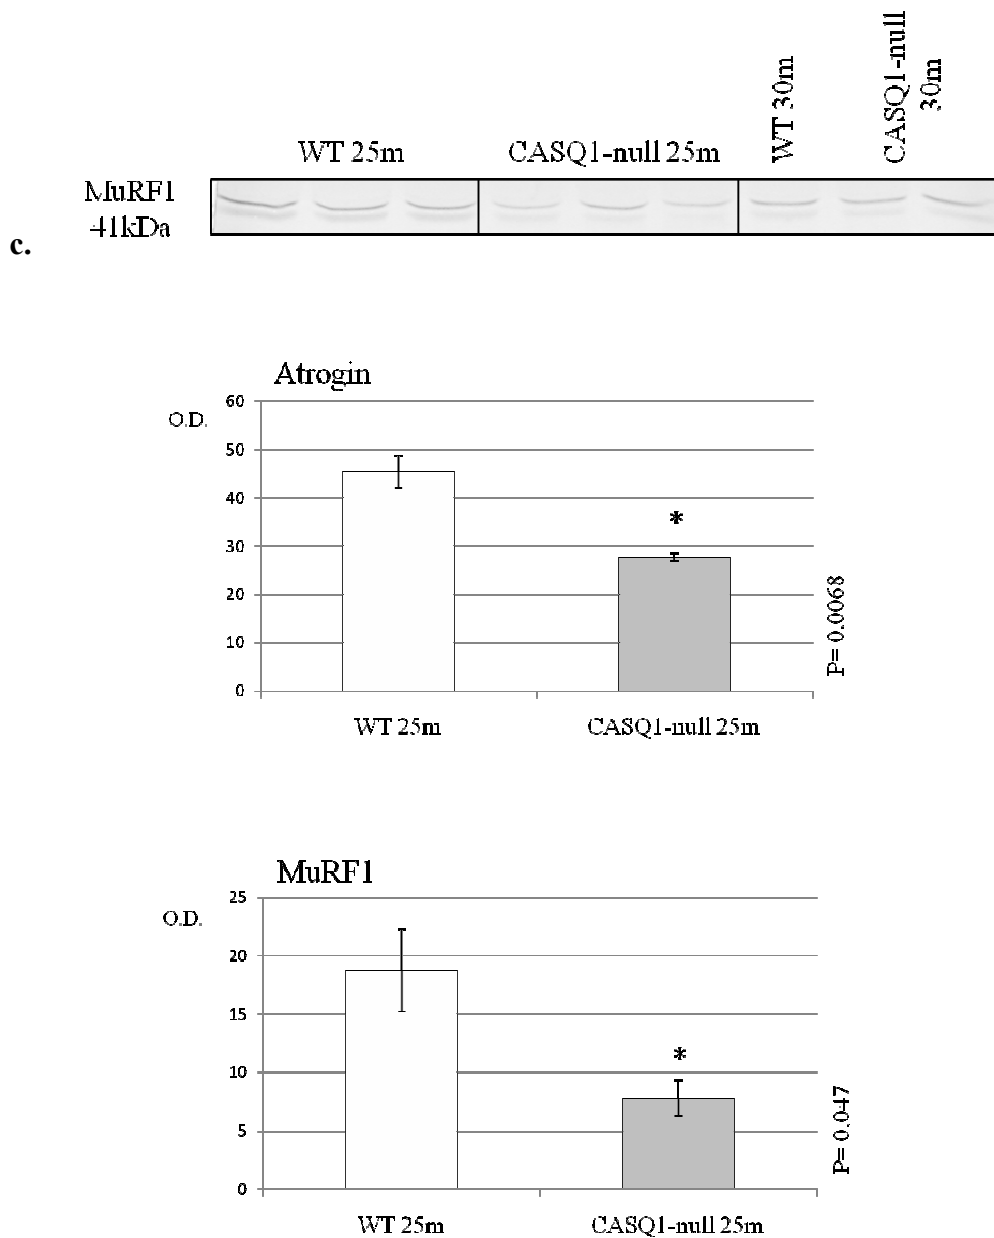 CASQ1-null
30m
WT 30m
WT 25m
CASQ1-null 25m
MuRF1
41kDa
c.
Atrogin
O.D.
60
50
40
30
20
10
0
*
P= 0.0068
WT 25m
CASQ1-null 25m
MuRF1
O.D.
25
20
15
10
5
0
*
P= 0.047
WT 25m
CASQ1-null 25m